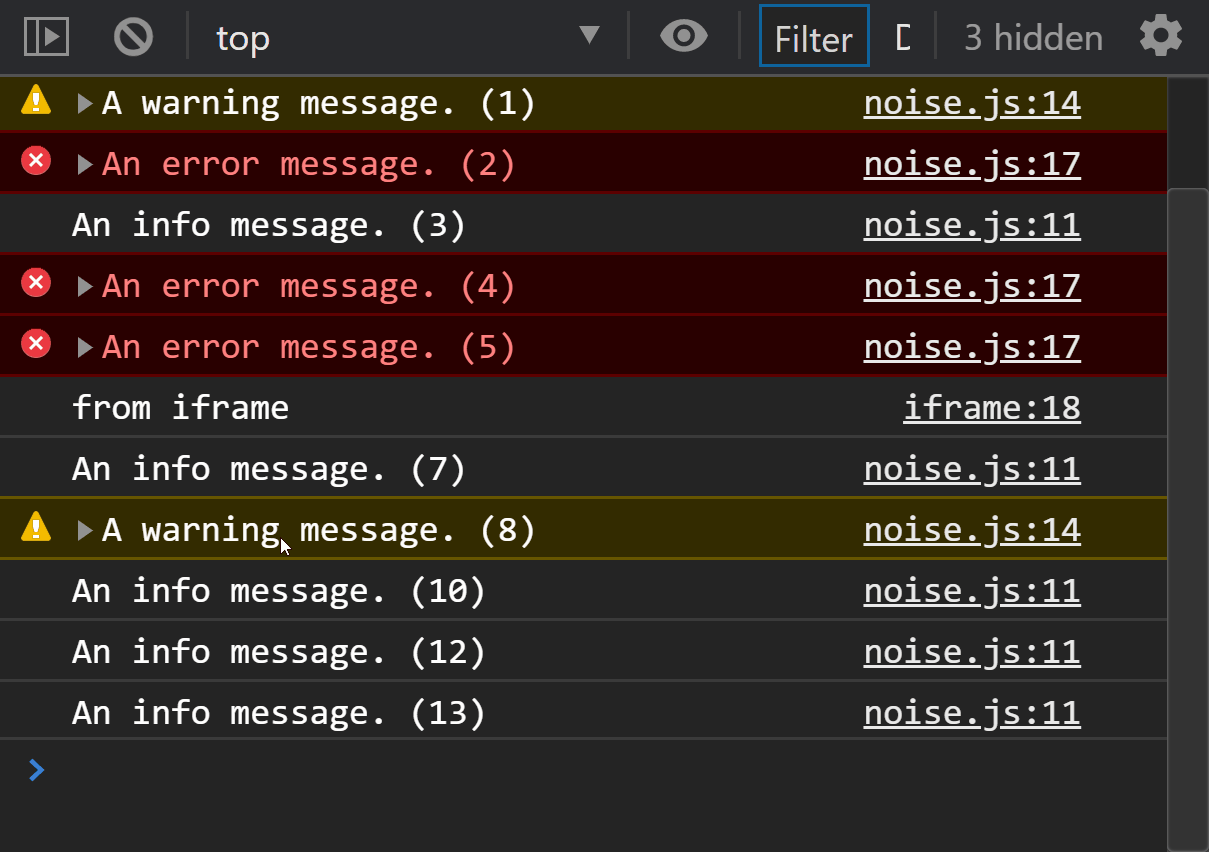 top Filter D 3 hidden
A warning message. (1) noise.js:14
An error message. (2) noise.js:17
An info message. (3) noise.js:11
An error message. (4) noise.js:17
An error message. (5) noise.js:17
from iframe iframe:18
An info message. (7) noise.js:11
A warning message. (8) noise.js:14
An info message. (10) noise.js:11
An info message. (12) noise.js:11
An info message. (13) noise.js:11